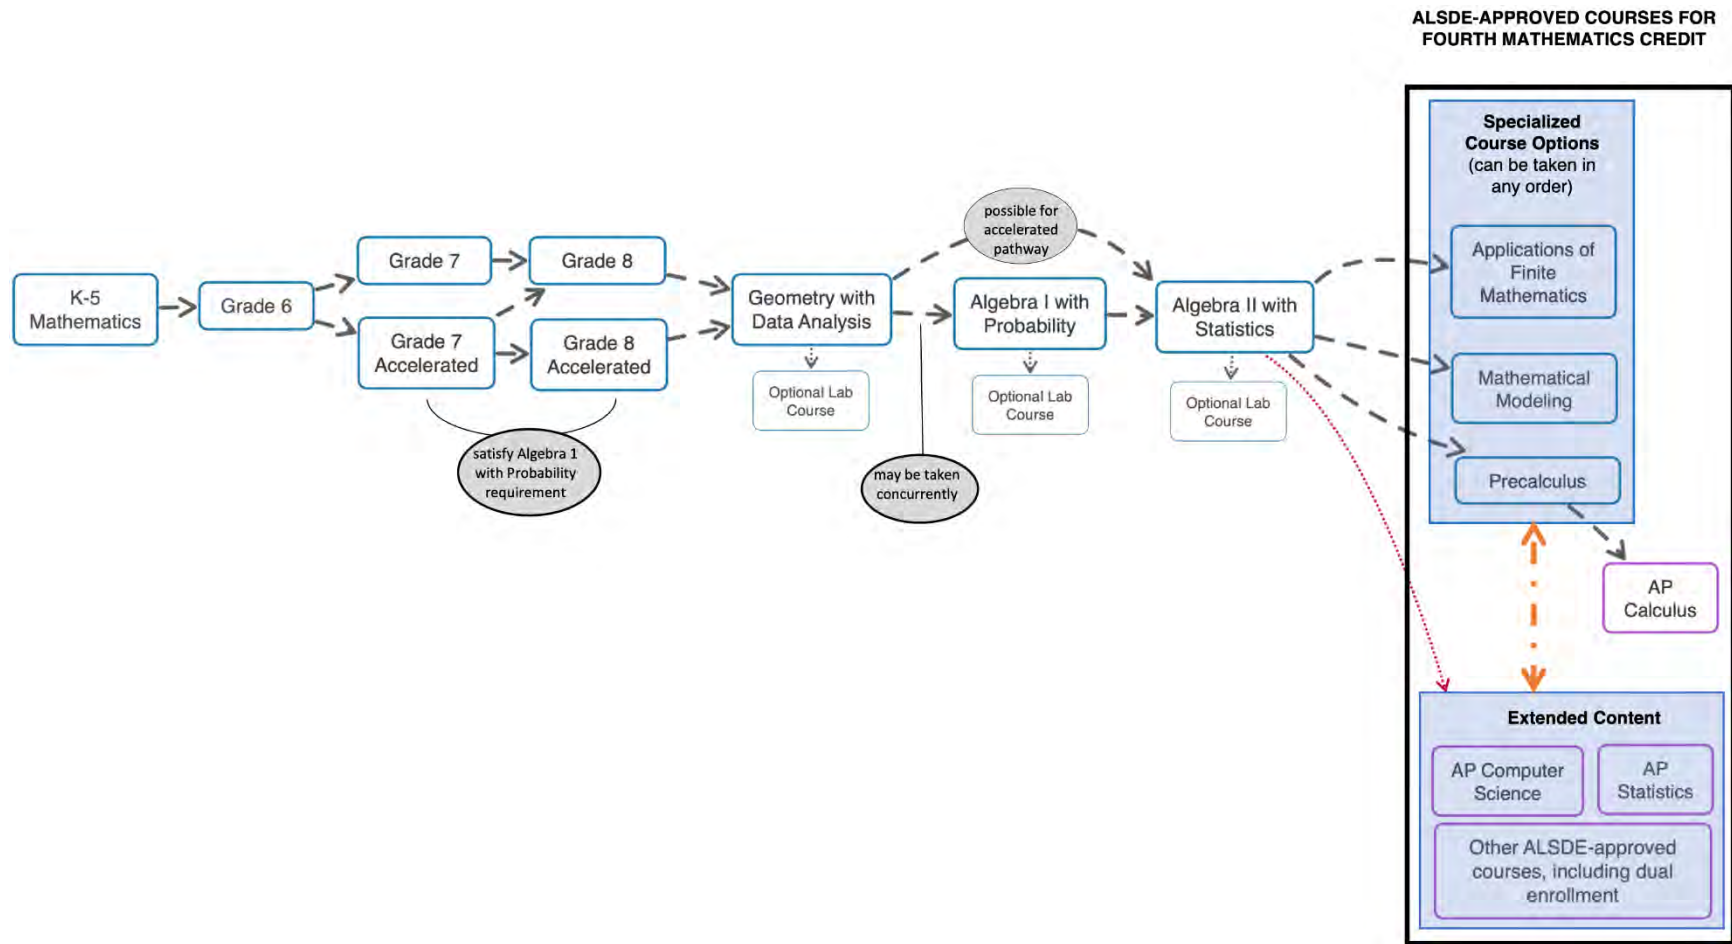 ALSDE-APPROVED COURSES FOR
FOURTH MATHEMATICS CREDIT
K-5
Mathematics
Grade 6
Grade 7
Grade 8
Grade 7
Accelerated
Grade 8
Accelerated
satisfy Algebra 1
with Probability
requirement
Geometry with
Data Analysis
Optional Lab
Course
may be taken
concurrently
possible for
accelerated
pathway
Algebra I with
Probability
Optional Lab
Course
Algebra II with
Statistics
Optional Lab
Course
Specialized
Course Options
(can be taken in
any order)
Applications of
Finite
Mathematics
Mathematical
Modeling
Precalculus
AP
Calculus
Extended Content
AP Computer
Science
AP
Statistics
Other ALSDE-approved
courses, including dual
enrollment